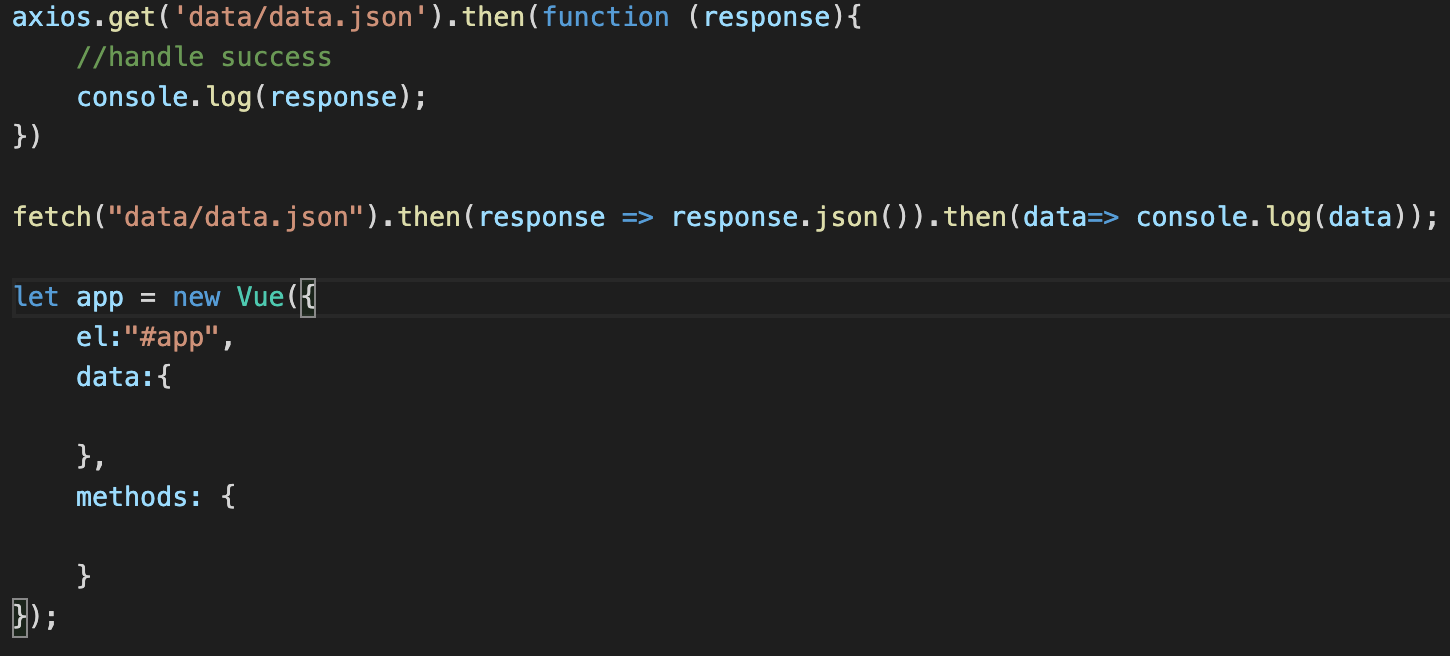 axios.get('data/data.json').then(function (response){
    //handle success
    console.log(response);
})
fetch("data/data.json").then(response => response.json()).then(data=> console.log(data));
let app = new Vue({
    el:"#app",
    data:{
    },
    methods: {
    }
});